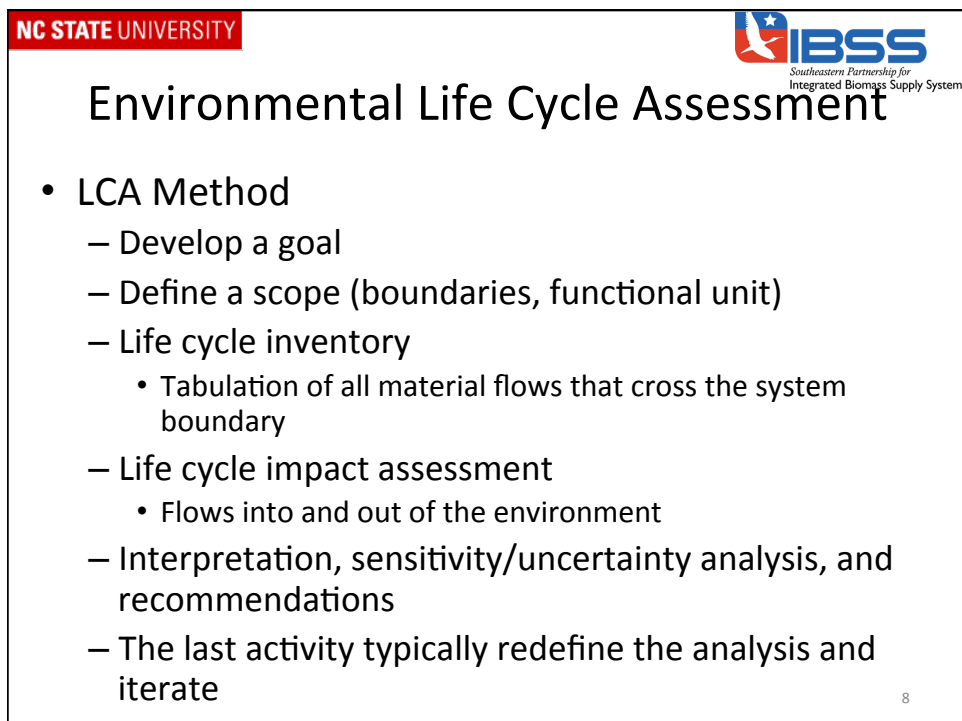 NC STATE UNIVERSITY
IBSS
Southeastern Partnership for
Integrated Biomass Supply System
Environmental Life Cycle Assessment
• LCA Method
– Develop a goal
– Define a scope (boundaries, functional unit)
– Life cycle inventory
• Tabulation of all material flows that cross the system
boundary
– Life cycle impact assessment
• Flows into and out of the environment
– Interpretation, sensitivity/uncertainty analysis, and
recommendations
– The last activity typically redefine the analysis and
iterate
8